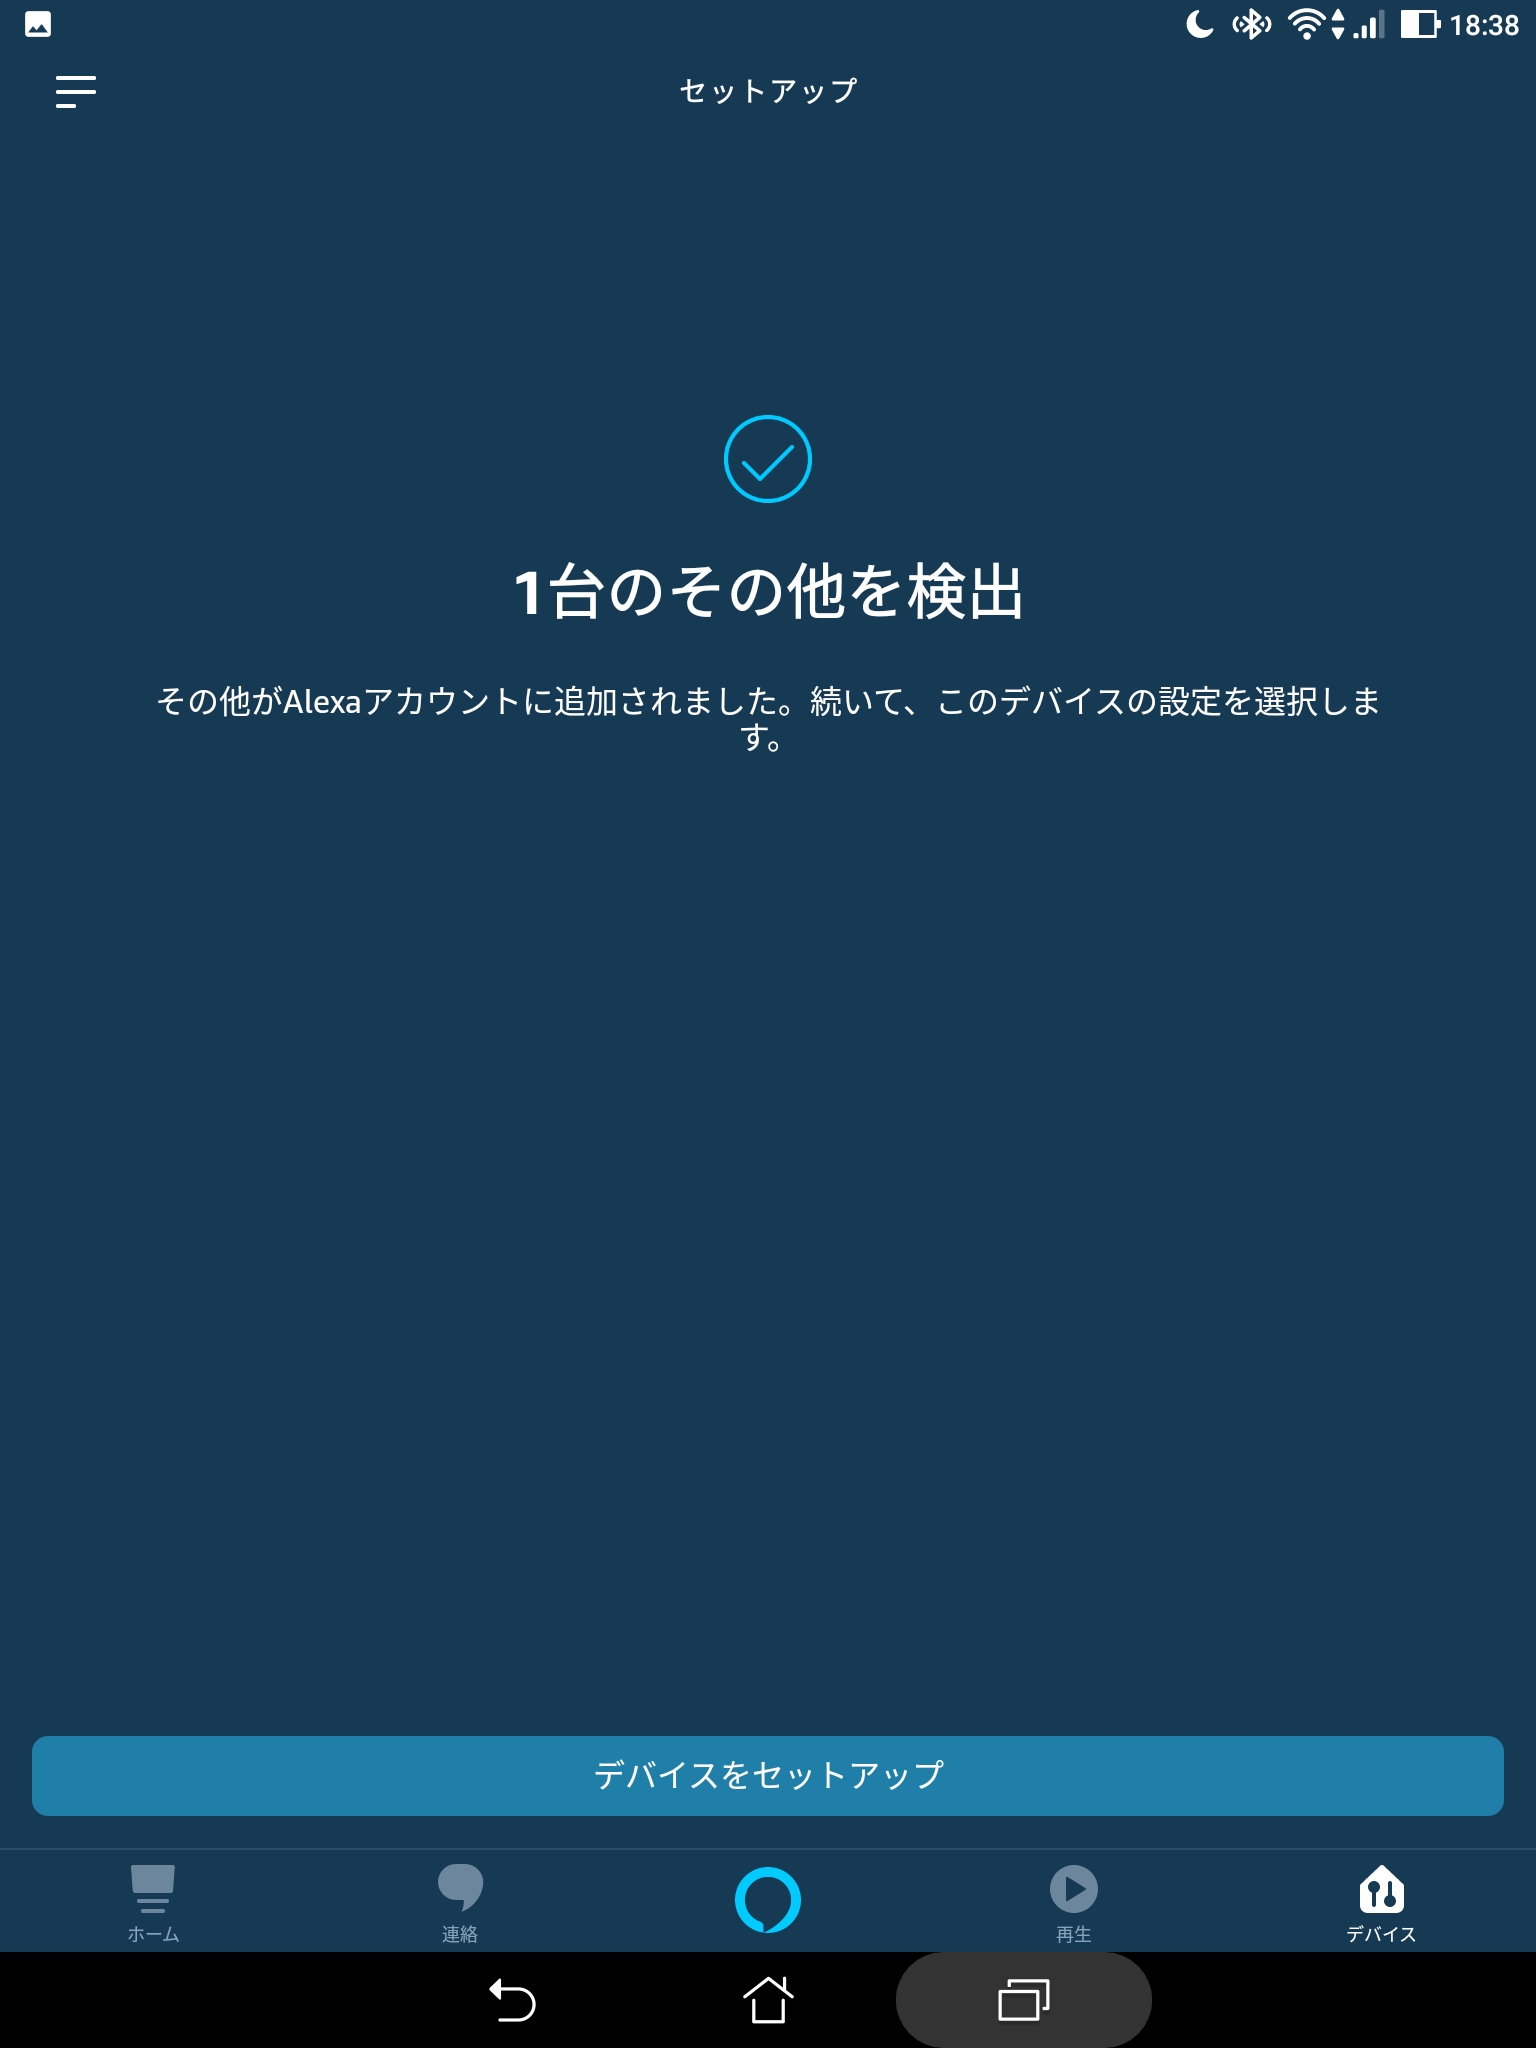 18:38
セットアップ
1台のその他を検出
その他がAlexaアカウントに追加されました。続いて、このデバイスの設定を選択しま
す。
デバイスをセットアップ
ホーム
連絡
再生
デバイス